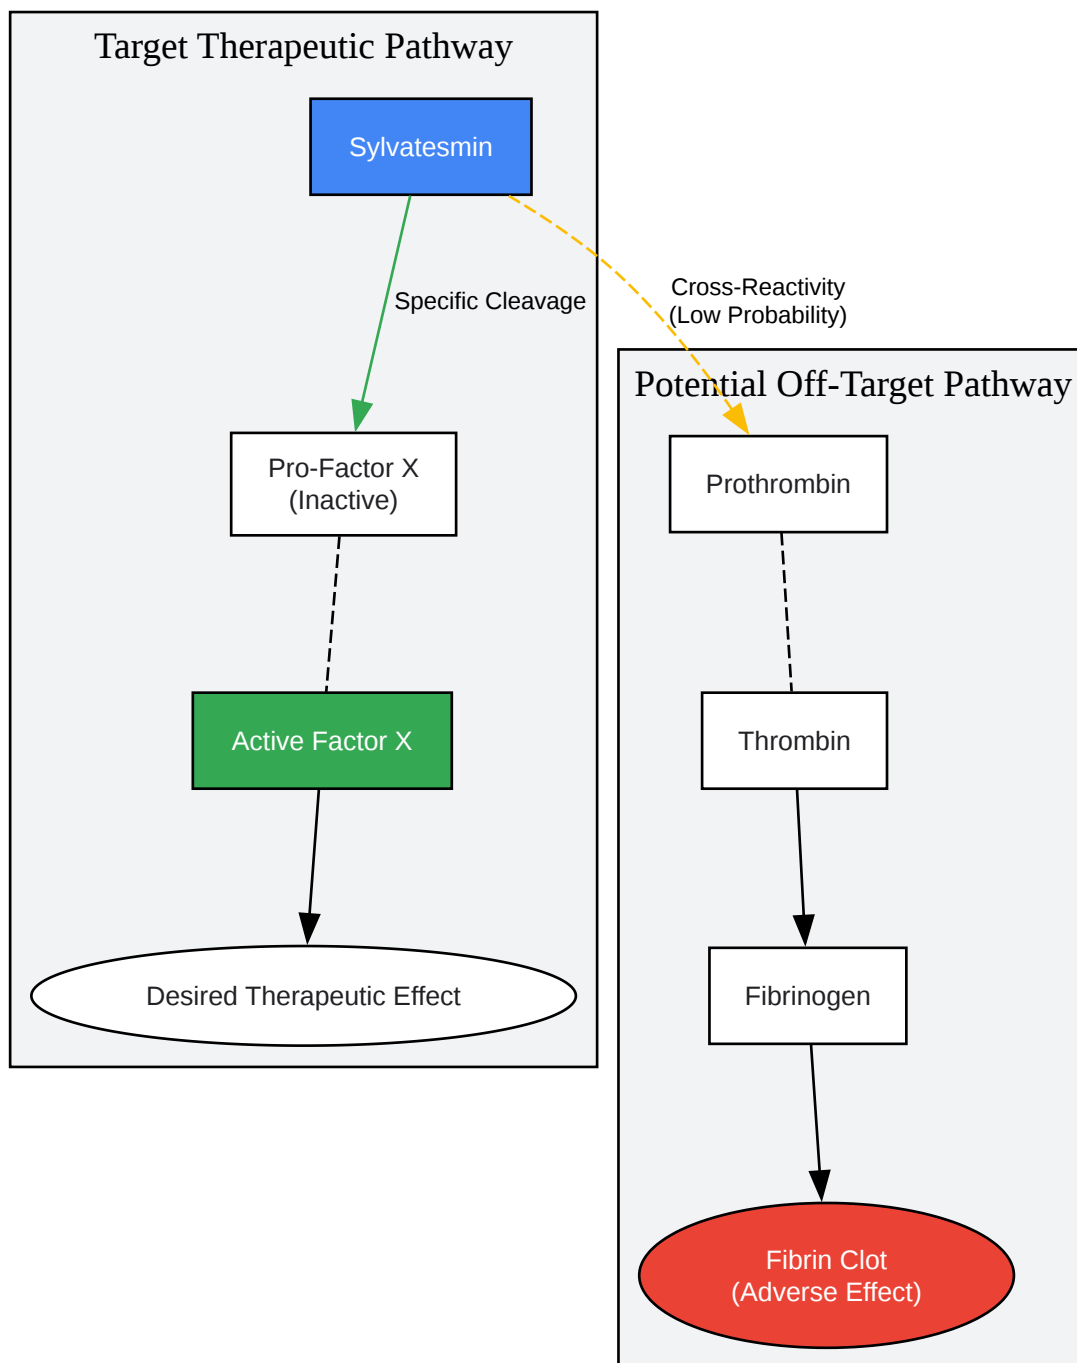 Target Therapeutic Pathway
Sylvatesmin
Specific Cleavage
Cross-Reactivity
(Low Probability)
Potential Off-Target Pathway
Pro-Factor X
(Inactive)
Prothrombin
Active Factor X
Thrombin
Desired Therapeutic Effect
Fibrinogen
Fibrin Clot
(Adverse Effect)